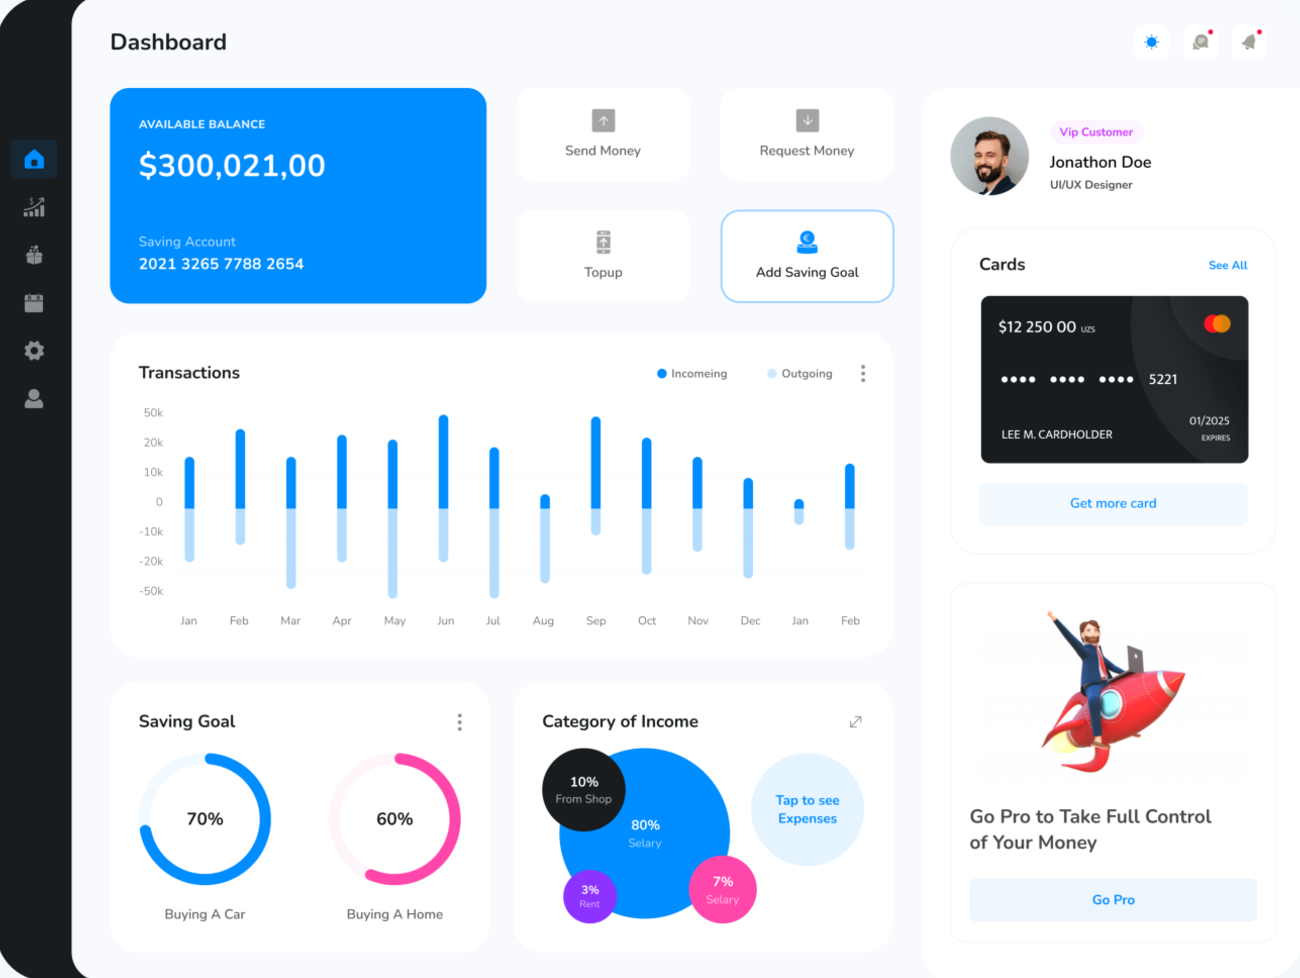 Dashboard
AVAILABLE BALANCE
$300,021,00
Saving Account
2021 3265 7788 2654
Send Money
Request Money
Topup
Add Saving Goal
Vip Customer
Jonathon Doe
UI/UX Designer
Cards
See All
$12 250 00 UZS
5221
01/2025
LEE M. CARDHOLDER
EXPIRES
Get more card
Transactions
Incomeing
Outgoing
50k
20k
10k
0
-10k
-20k
-50k
Jan Feb Mar Apr May Jun Jul Aug Sep Oct Nov Dec Jan Feb
Saving Goal
70%
60%
Buying A Car
Buying A Home
Category of Income
10%
From Shop
80%
Salary
3%
Rent
7%
Salary
Tap to see
Expenses
Go Pro to Take Full Control
of Your Money
Go Pro